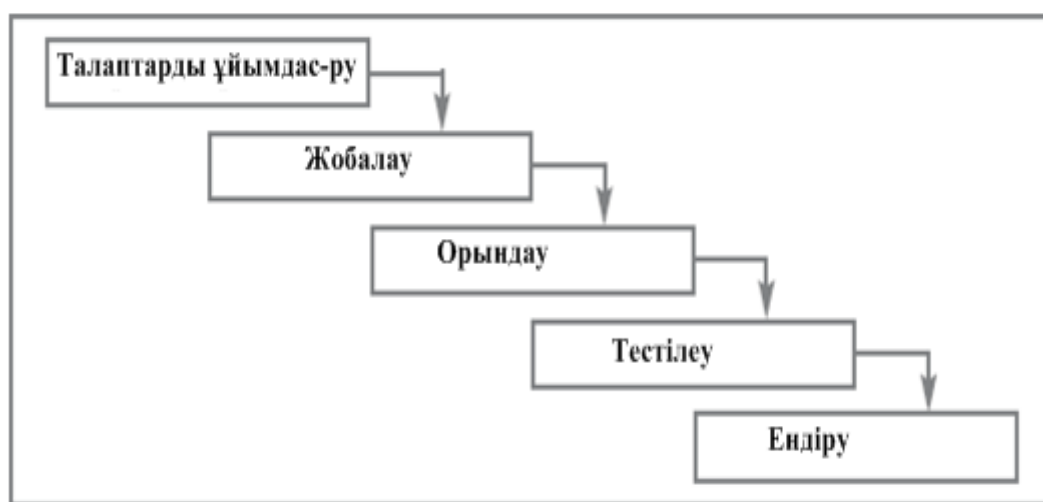 Талаптарды ұйымдас-ру
Жобалау
Орындау
Тестілеу
Ендіру